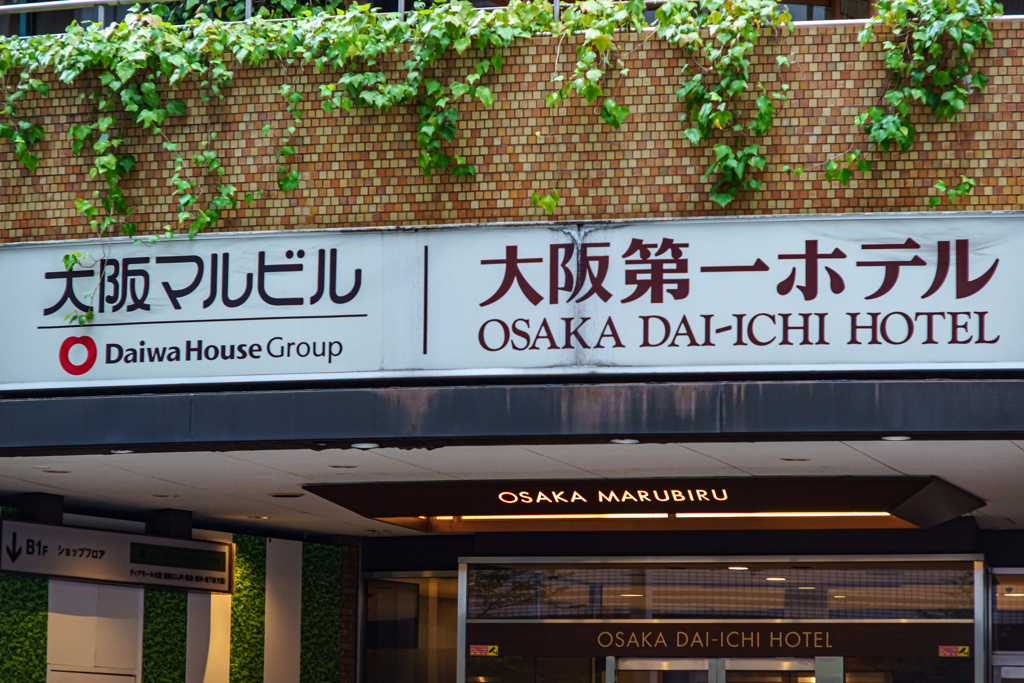 大阪マルビル
Daiwa House Group
大阪第一ホテル
OSAKA DAI-ICHI HOTEL
OSAKA MARUBIRU
B1F ショップフロア
OSAKA DAI-ICHI HOTEL